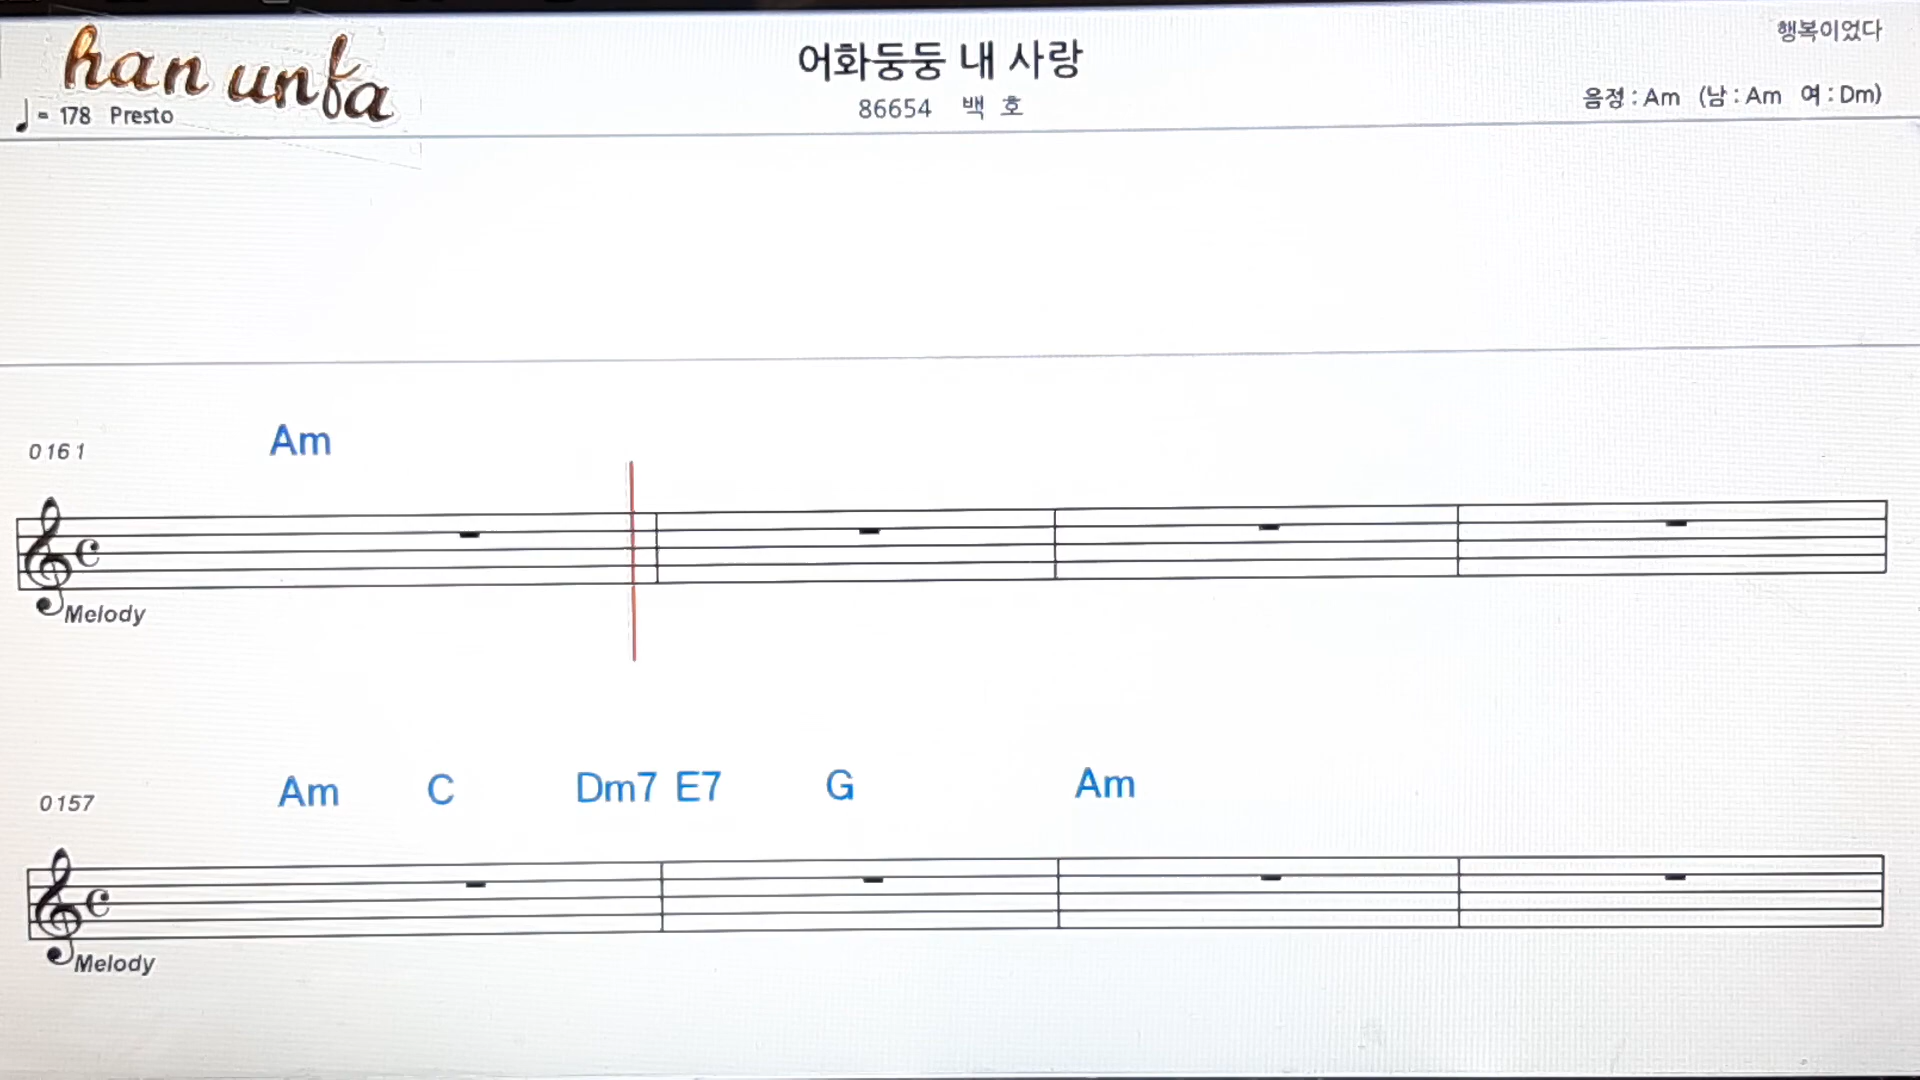 han unfa
♩= 178 Presto
어화둥둥 내 사랑
86654 백 호
행복이었다
음정 : Am (남 : Am 여 : Dm)
0161 Am
Melody
0157 Am C Dm7 E7 G Am
Melody